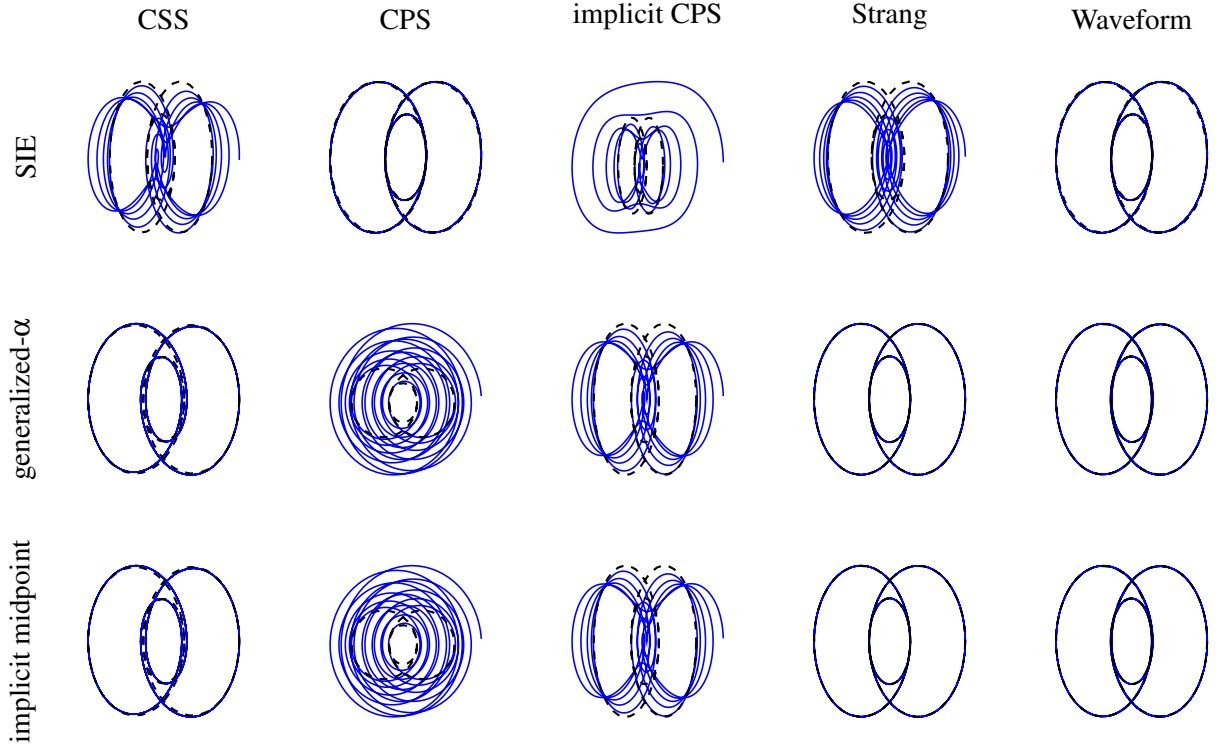 CSS CPS implicit CPS Strang Waveform
SIE
generalized-α
implicit midpoint